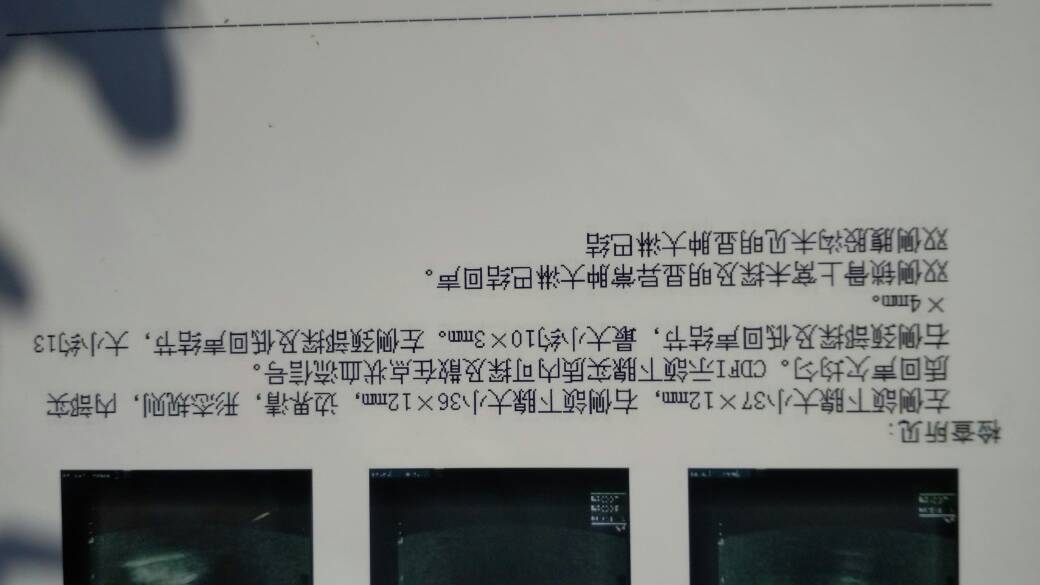 检查所见:
左侧颌下腺大小37×12mm, 右侧颌下腺大小36×12mm, 边界清, 形态规则, 内部实
质回声欠均匀。CDFI示颌下腺实质内可探及散在点状血流信号。
右侧颈部探及低回声结节, 最大小约10×3mm。左侧颈部探及低回声结节, 大小约13
×4mm。
双侧锁骨上窝未探及明显异常肿大淋巴结回声。
双侧腹股沟未见明显肿大淋巴结